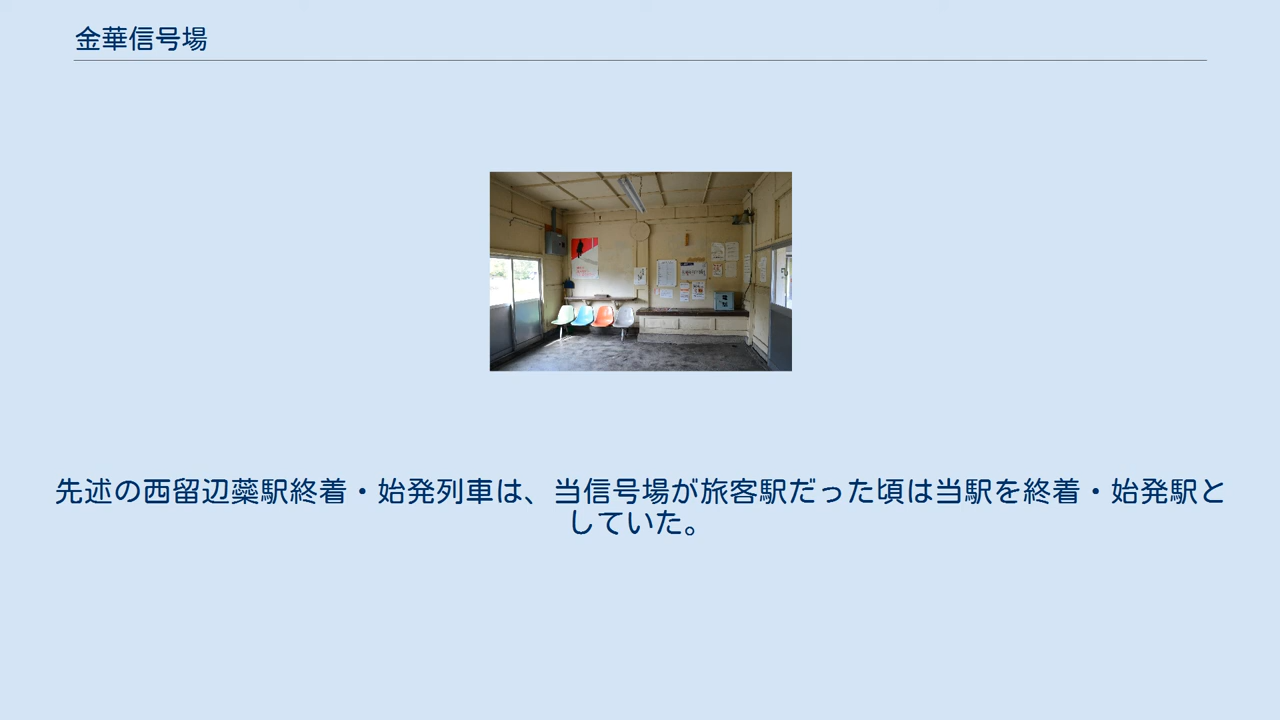 金華信号場
先述の西留辺蘂駅終着・始発列車は、当信号場が旅客駅だった頃は当駅を終着・始発駅と
していた。